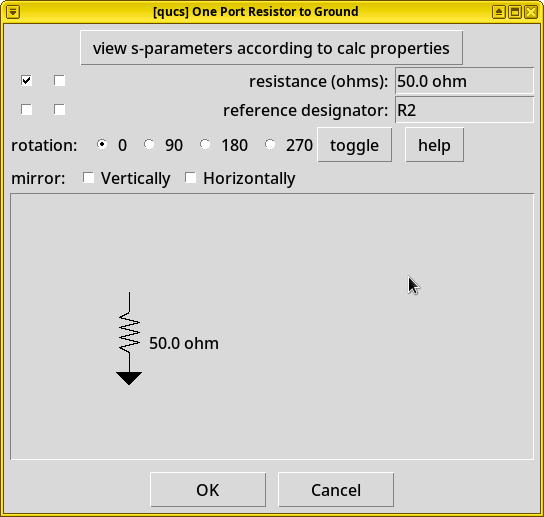 [qucs] One Port Resistor to Ground
view s-parameters according to calc properties
resistance (ohms): 50.0 ohm
reference designator: R2
rotation: 0 90 180 270 toggle help
mirror: Vertically Horizontally
50.0 ohm
OK Cancel